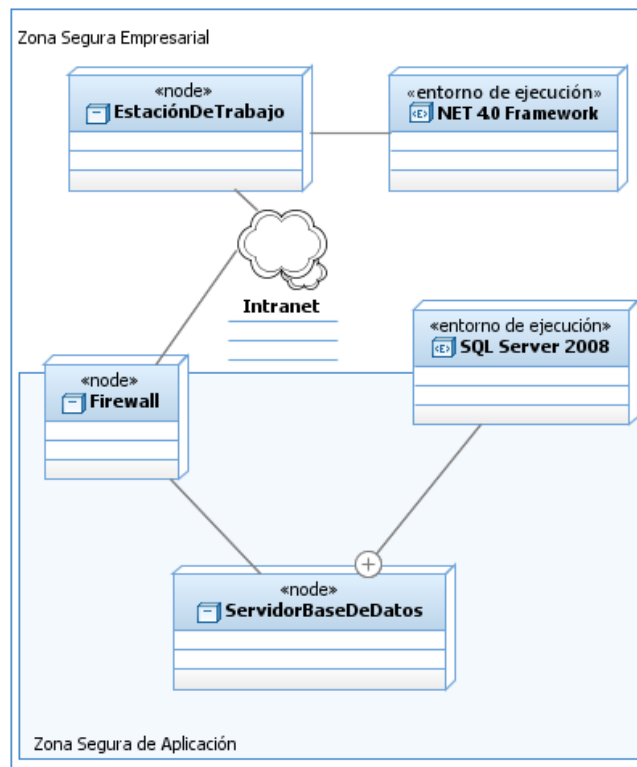 Zona Segura Empresarial
«node»
EstaciónDeTrabajo
«entorno de ejecución»
<E> NET 4.0 Framework
Intranet
«entorno de ejecución»
<E> SQL Server 2008
«node»
Firewall
«node»
ServidorBaseDeDatos
Zona Segura de Aplicación